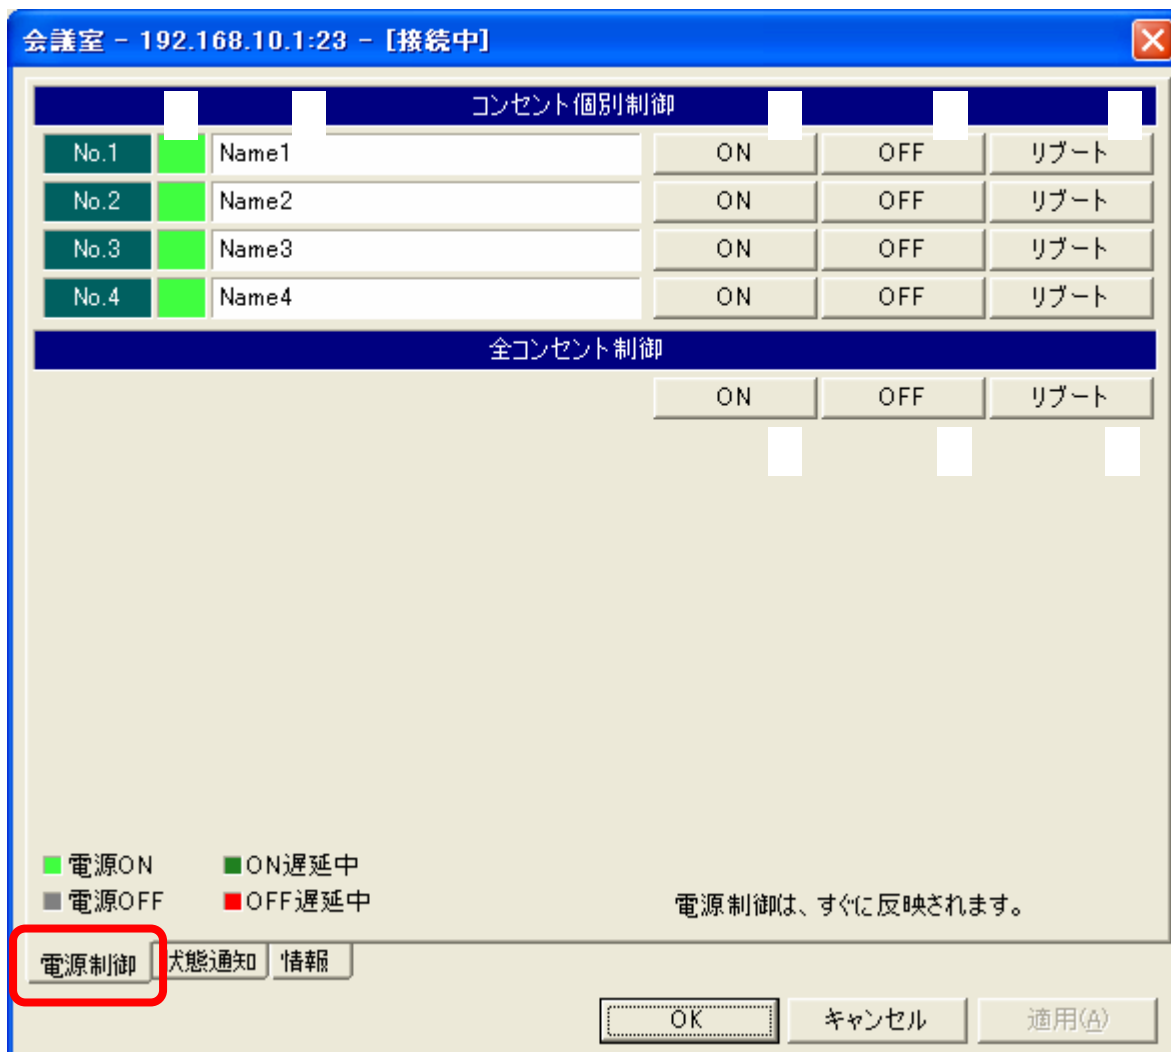 会議室 - 192.168.10.1:23 - [接続中]
コンセント個別制御
No.1 Name1 ON OFF リブート
No.2 Name2 ON OFF リブート
No.3 Name3 ON OFF リブート
No.4 Name4 ON OFF リブート
全コンセント制御
ON OFF リブート
電源ON ON遅延中
電源OFF OFF遅延中 電源制御は、すぐに反映されます。
電源制御 状態通知 情報
OK キャンセル 適用(A)